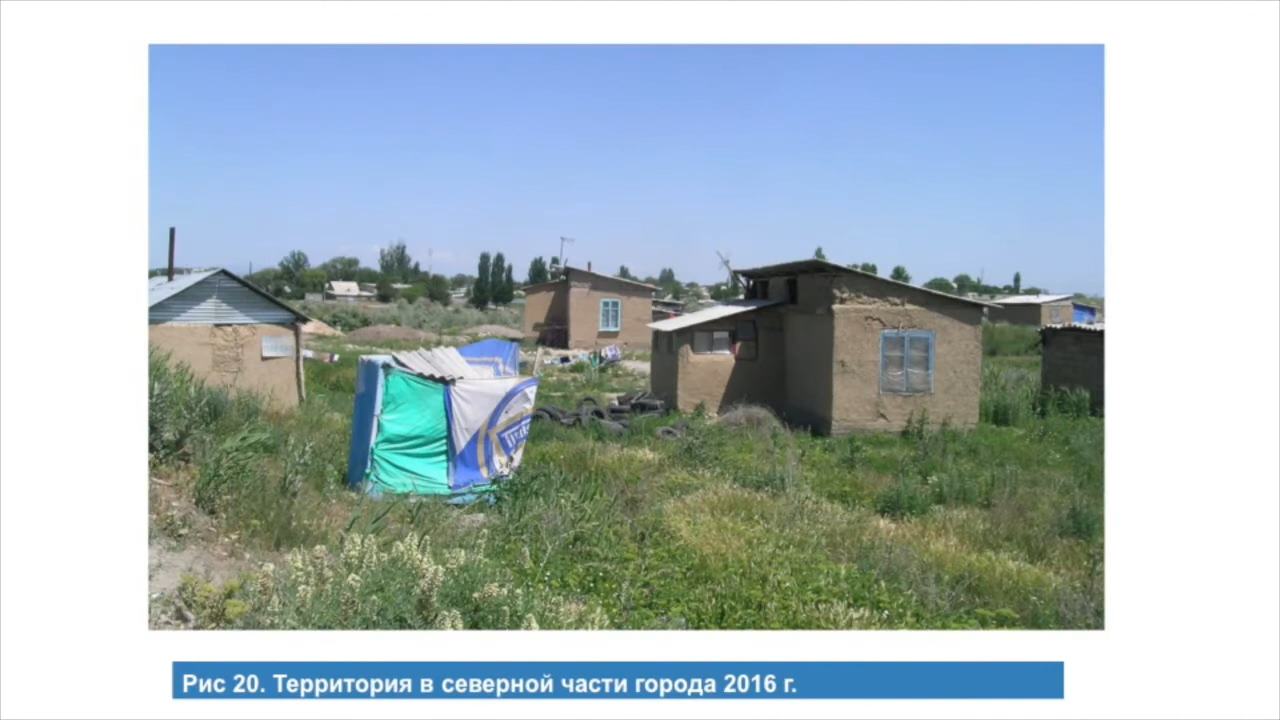 Рис 20. Территория в северной части города 2016 г.